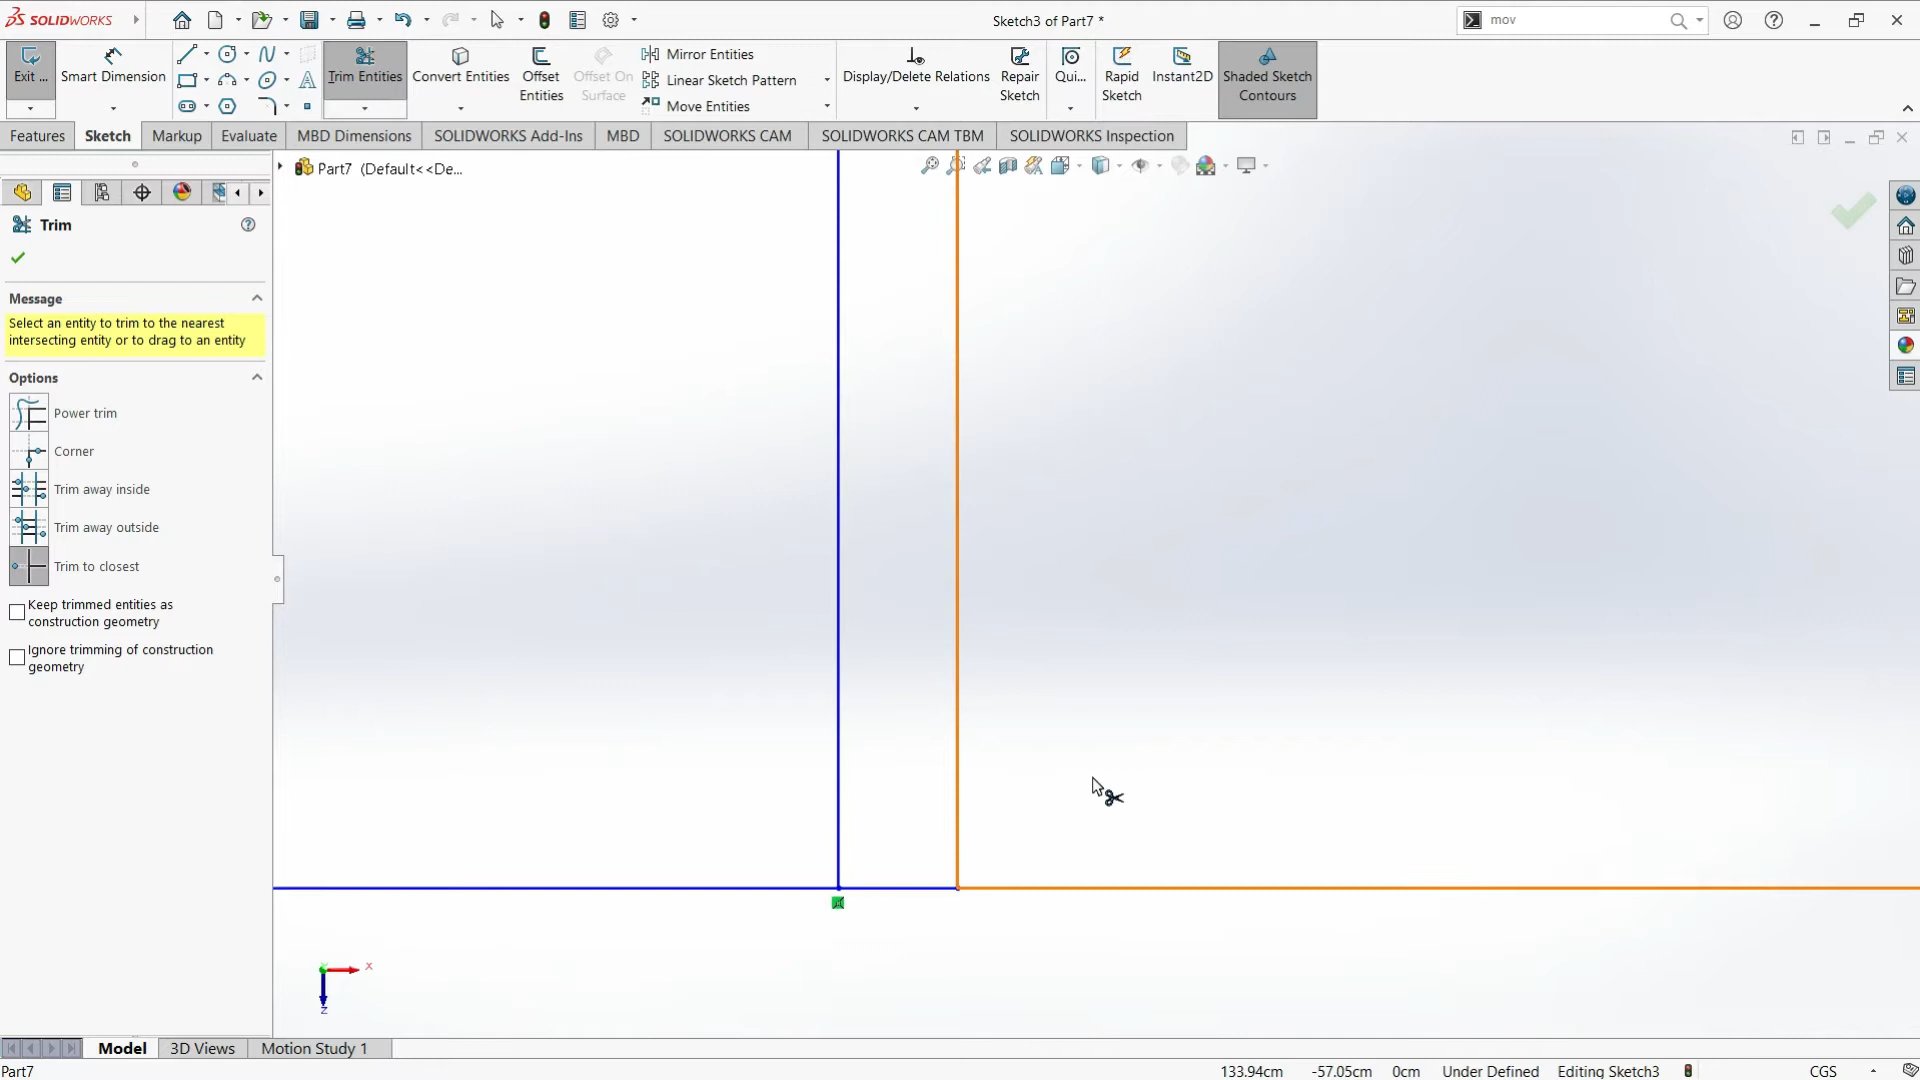 SOLIDWORKS
Sketch3 of Part7 *
mov
Exit ...
Smart Dimension
Trim Entities
Convert Entities
Offset Entities
Offset On Surface
Mirror Entities
Linear Sketch Pattern
Move Entities
Display/Delete Relations
Repair Sketch
Qui...
Rapid Sketch
Instant2D
Shaded Sketch Contours
Features
Sketch
Markup
Evaluate
MBD Dimensions
SOLIDWORKS Add-Ins
MBD
SOLIDWORKS CAM
SOLIDWORKS CAM TBM
SOLIDWORKS Inspection
Part7 (Default<<De...
Trim
Message
Select an entity to trim to the nearest
intersecting entity or to drag to an entity
Options
Power trim
Corner
Trim away inside
Trim away outside
Trim to closest
Keep trimmed entities as
construction geometry
Ignore trimming of construction
geometry
X
Z
Model
3D Views
Motion Study 1
Part7
133.94cm
-57.05cm
0cm
Under Defined
Editing Sketch3
CGS